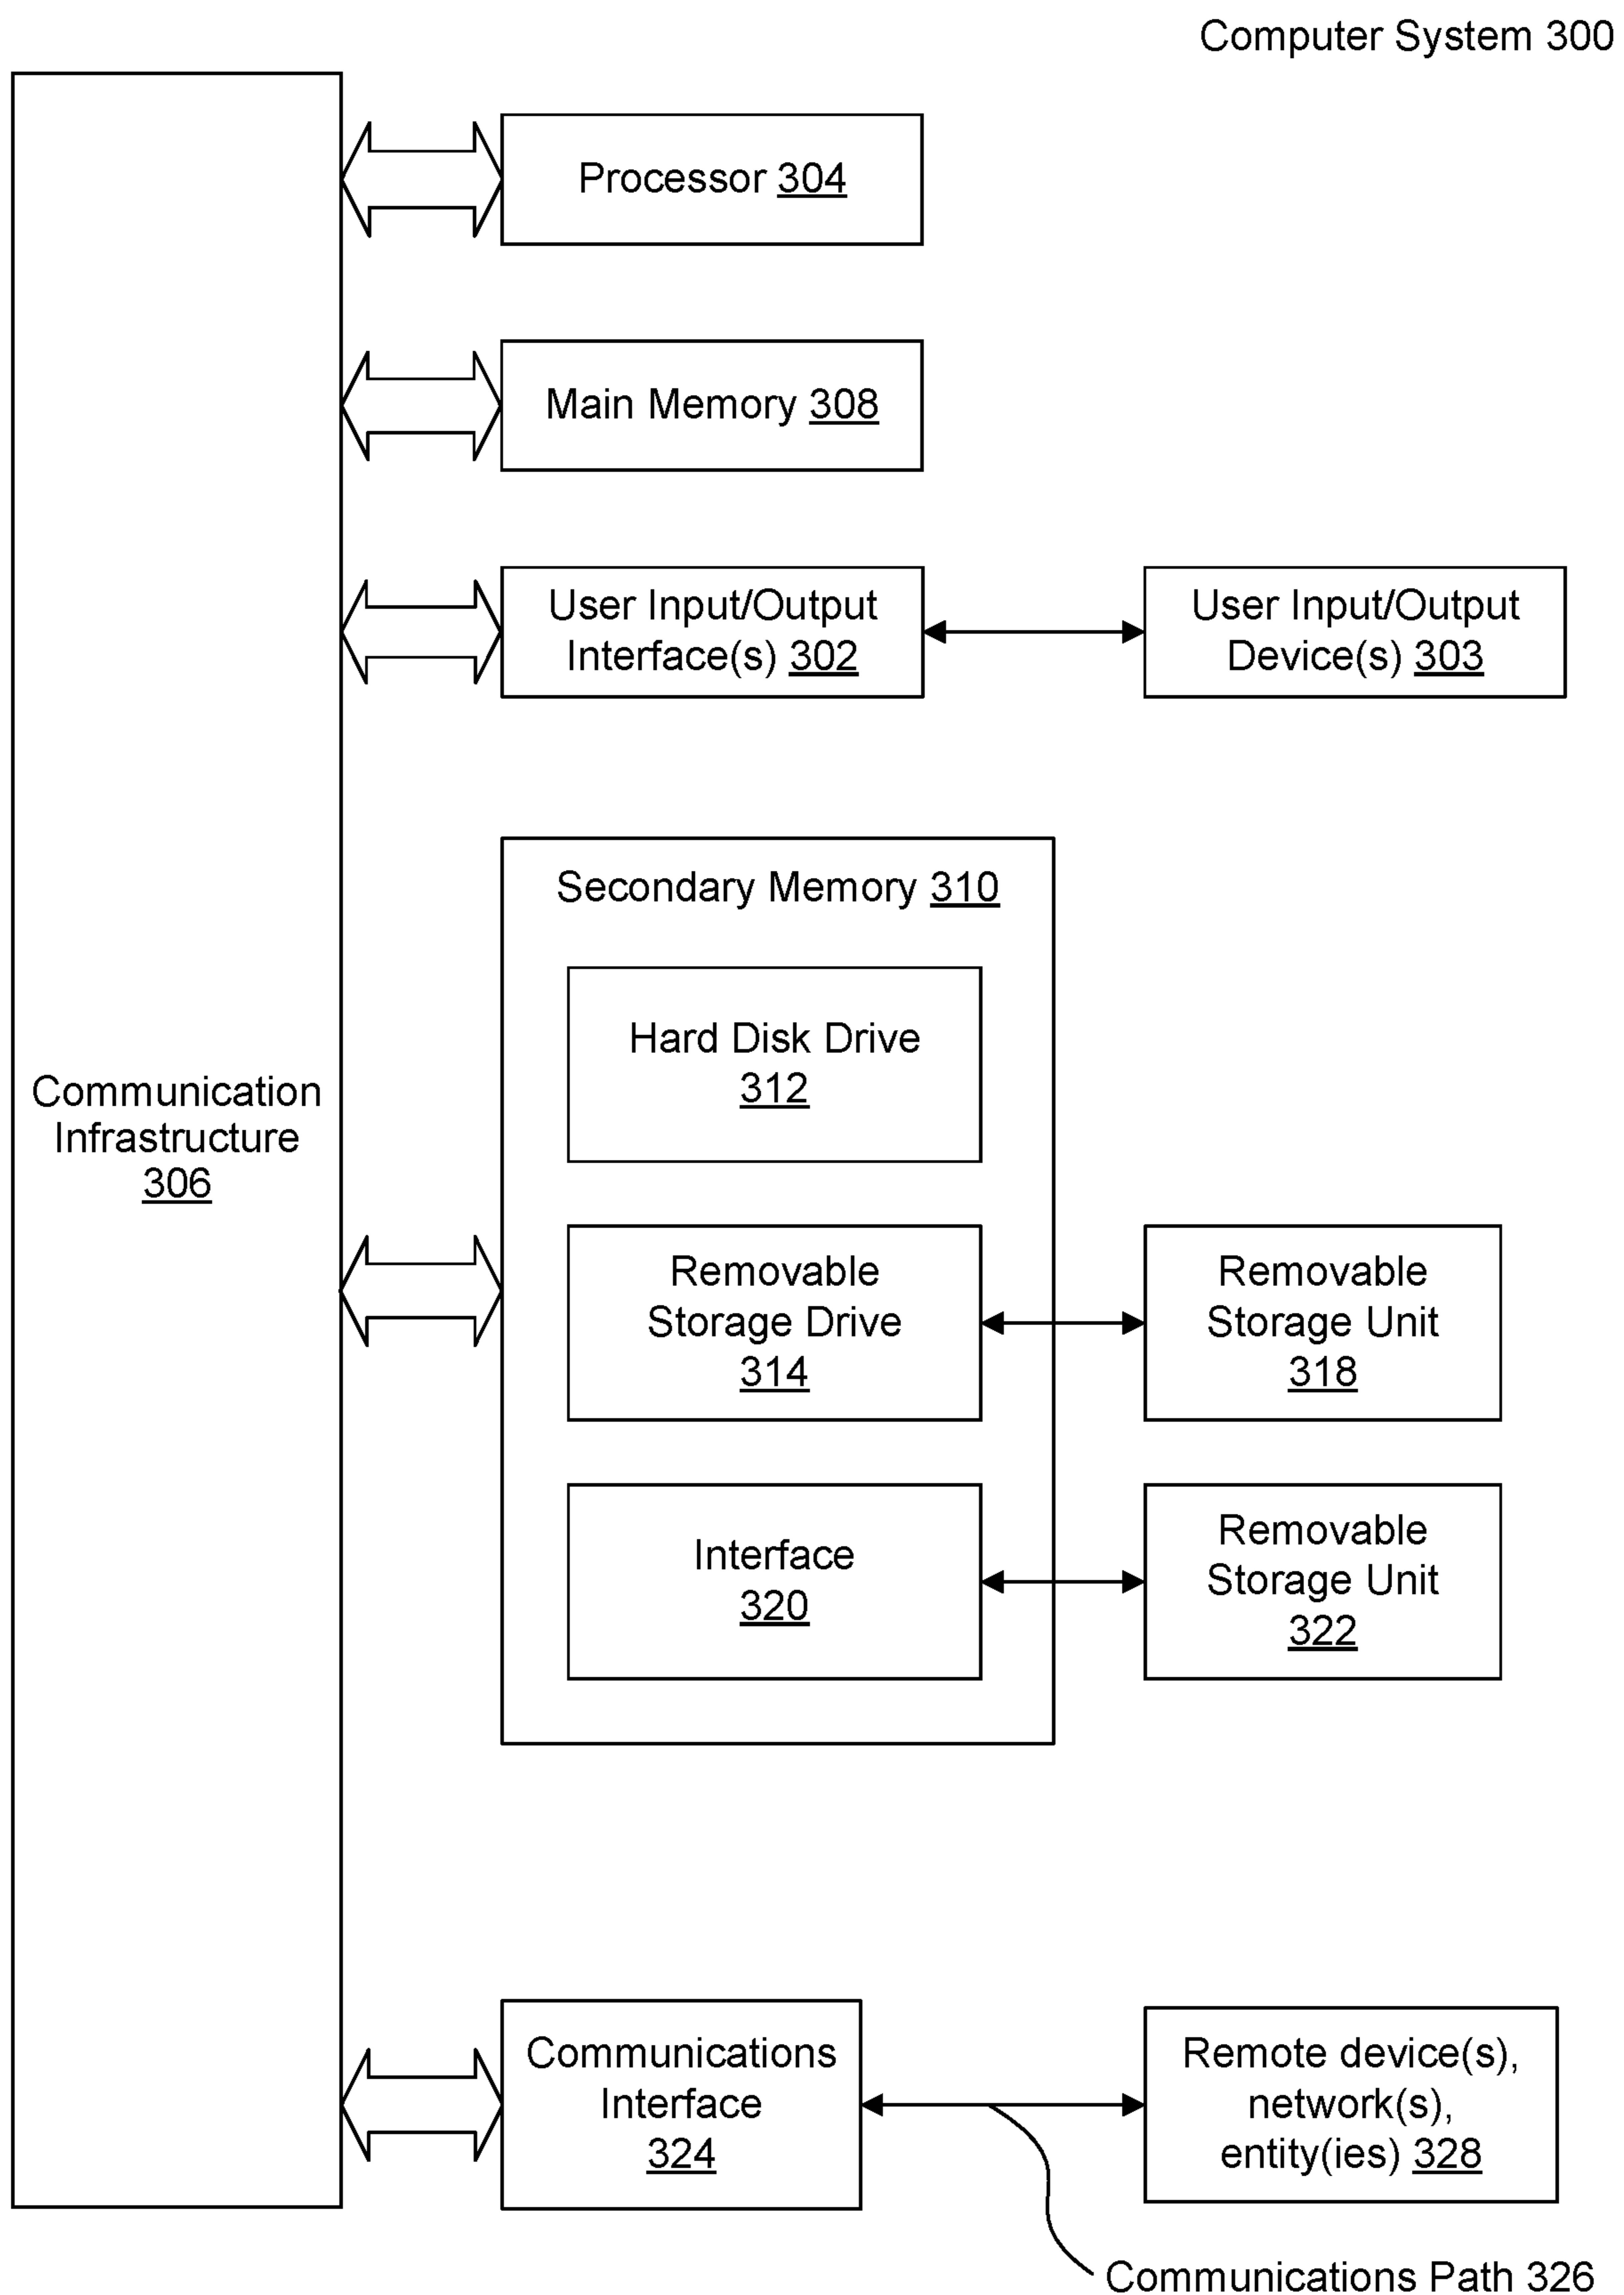 Computer System 300
Processor 304
Main Memory 308
User Input/Output
Interface(s) 302
User Input/Output
Device(s) 303
Secondary Memory 310
Hard Disk Drive
312
Communication
Infrastructure
306
Removable
Storage Drive
314
Removable
Storage Unit
318
Interface
320
Removable
Storage Unit
322
Communications
Interface
324
Remote device(s),
network(s),
entity(ies) 328
Communications Path 326